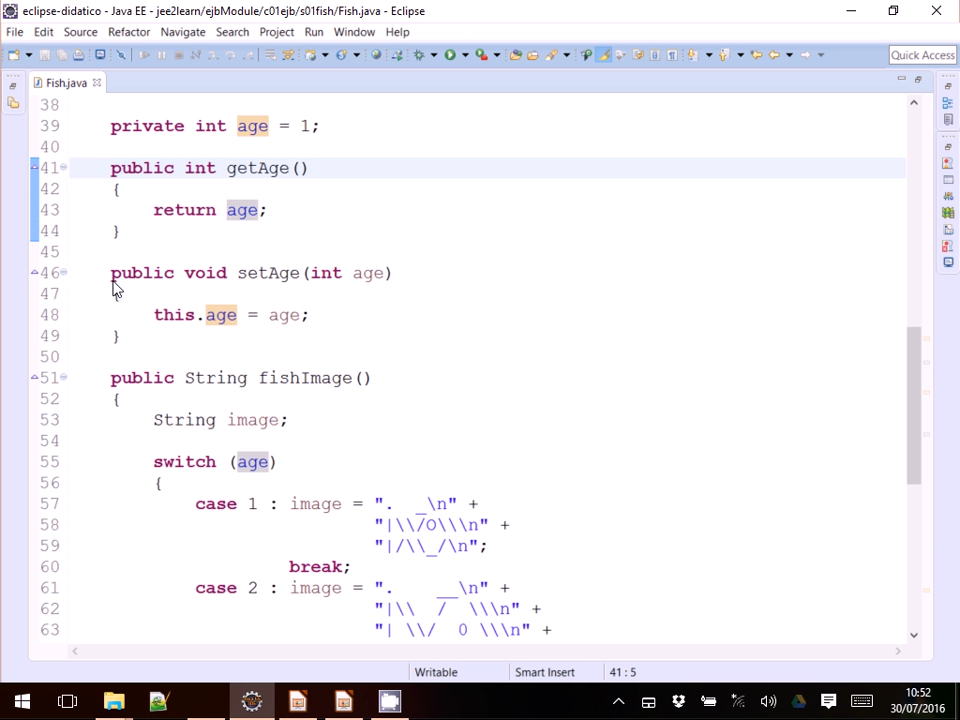 eclipse-didatico - Java EE - jee2learn/ejbModule/c01ejb/s01fish/Fish.java - Eclipse
File Edit Source Refactor Navigate Search Project Run Window Help
Quick Access
Fish.java
38
39 private int age = 1;
40
41 public int getAge()
42 {
43 return age;
44 }
45
46 public void setAge(int age)
47 {
48 this.age = age;
49 }
50
51 public String fishImage()
52 {
53 String image;
54
55 switch (age)
56 {
57 case 1 : image = ".  _\n" +
58 "|\\/O\\\n" +
59 "|/\\_/\n";
60 break;
61 case 2 : image = ".    __\n" +
62 "|\\  /  \\\n" +
63 "| \\/  0 \\\n" +
Writable Smart Insert 41 : 5
10:52
30/07/2016